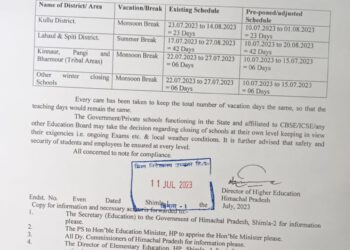 Name of District/ Area Vacation/Break Existing Schedule Pre-poned/adjusted Schedule
Kullu District. Monsoon Break 23.07.2023 to 14.08.2023 = 23 Days 10.07.2023 to 01.08.2023 = 23 Days
Lahaul & Spiti District. Summer Break 17.07.2023 to 27.08.2023 = 42 Days 10.07.2023 to 20.08.2023 = 42 Days
Kinnaur, Pangi and Bharmour (Tribal Areas) Monsoon Break 22.07.2023 to 27.07.2023 = 06 Days 10.07.2023 to 15.07.2023 = 06 Days
Other winter closing Schools Monsoon Break 22.07.2023 to 27.07.2023 = 06 Days 10.07.2023 to 15.07.2023 = 06 Days
Every care has been taken to keep the total number of vacation days the same, so that the
teaching days would remain the same.
The Government/Private schools functioning in the State and affiliated to CBSE/ICSE/any
other Education Board may take the decision regarding closing of schools at their own level keeping in view
their exigencies i.e. ongoing Exams etc. & local weather conditions. It is further advised that safety and
security of students and employees be ensured at every level.
All concerned to note for compliance.
11 JUL 2023
Director of Higher Education
Himachal Pradesh
Endst. No. Even Dated Shimla the July, 2023
Copy for information and necessary action forwarded to:-
1. The Secretary (Education) to the Government of Himachal Pradesh, Shimla-2 for information
please.
2. The PS to Hon'ble Education Minister, HP to apprise the Hon'ble Minister please.
3. All Dy. Commissioners of Himachal Pradesh for information please.
4. The Director of Elementary Education, HP, Shimla